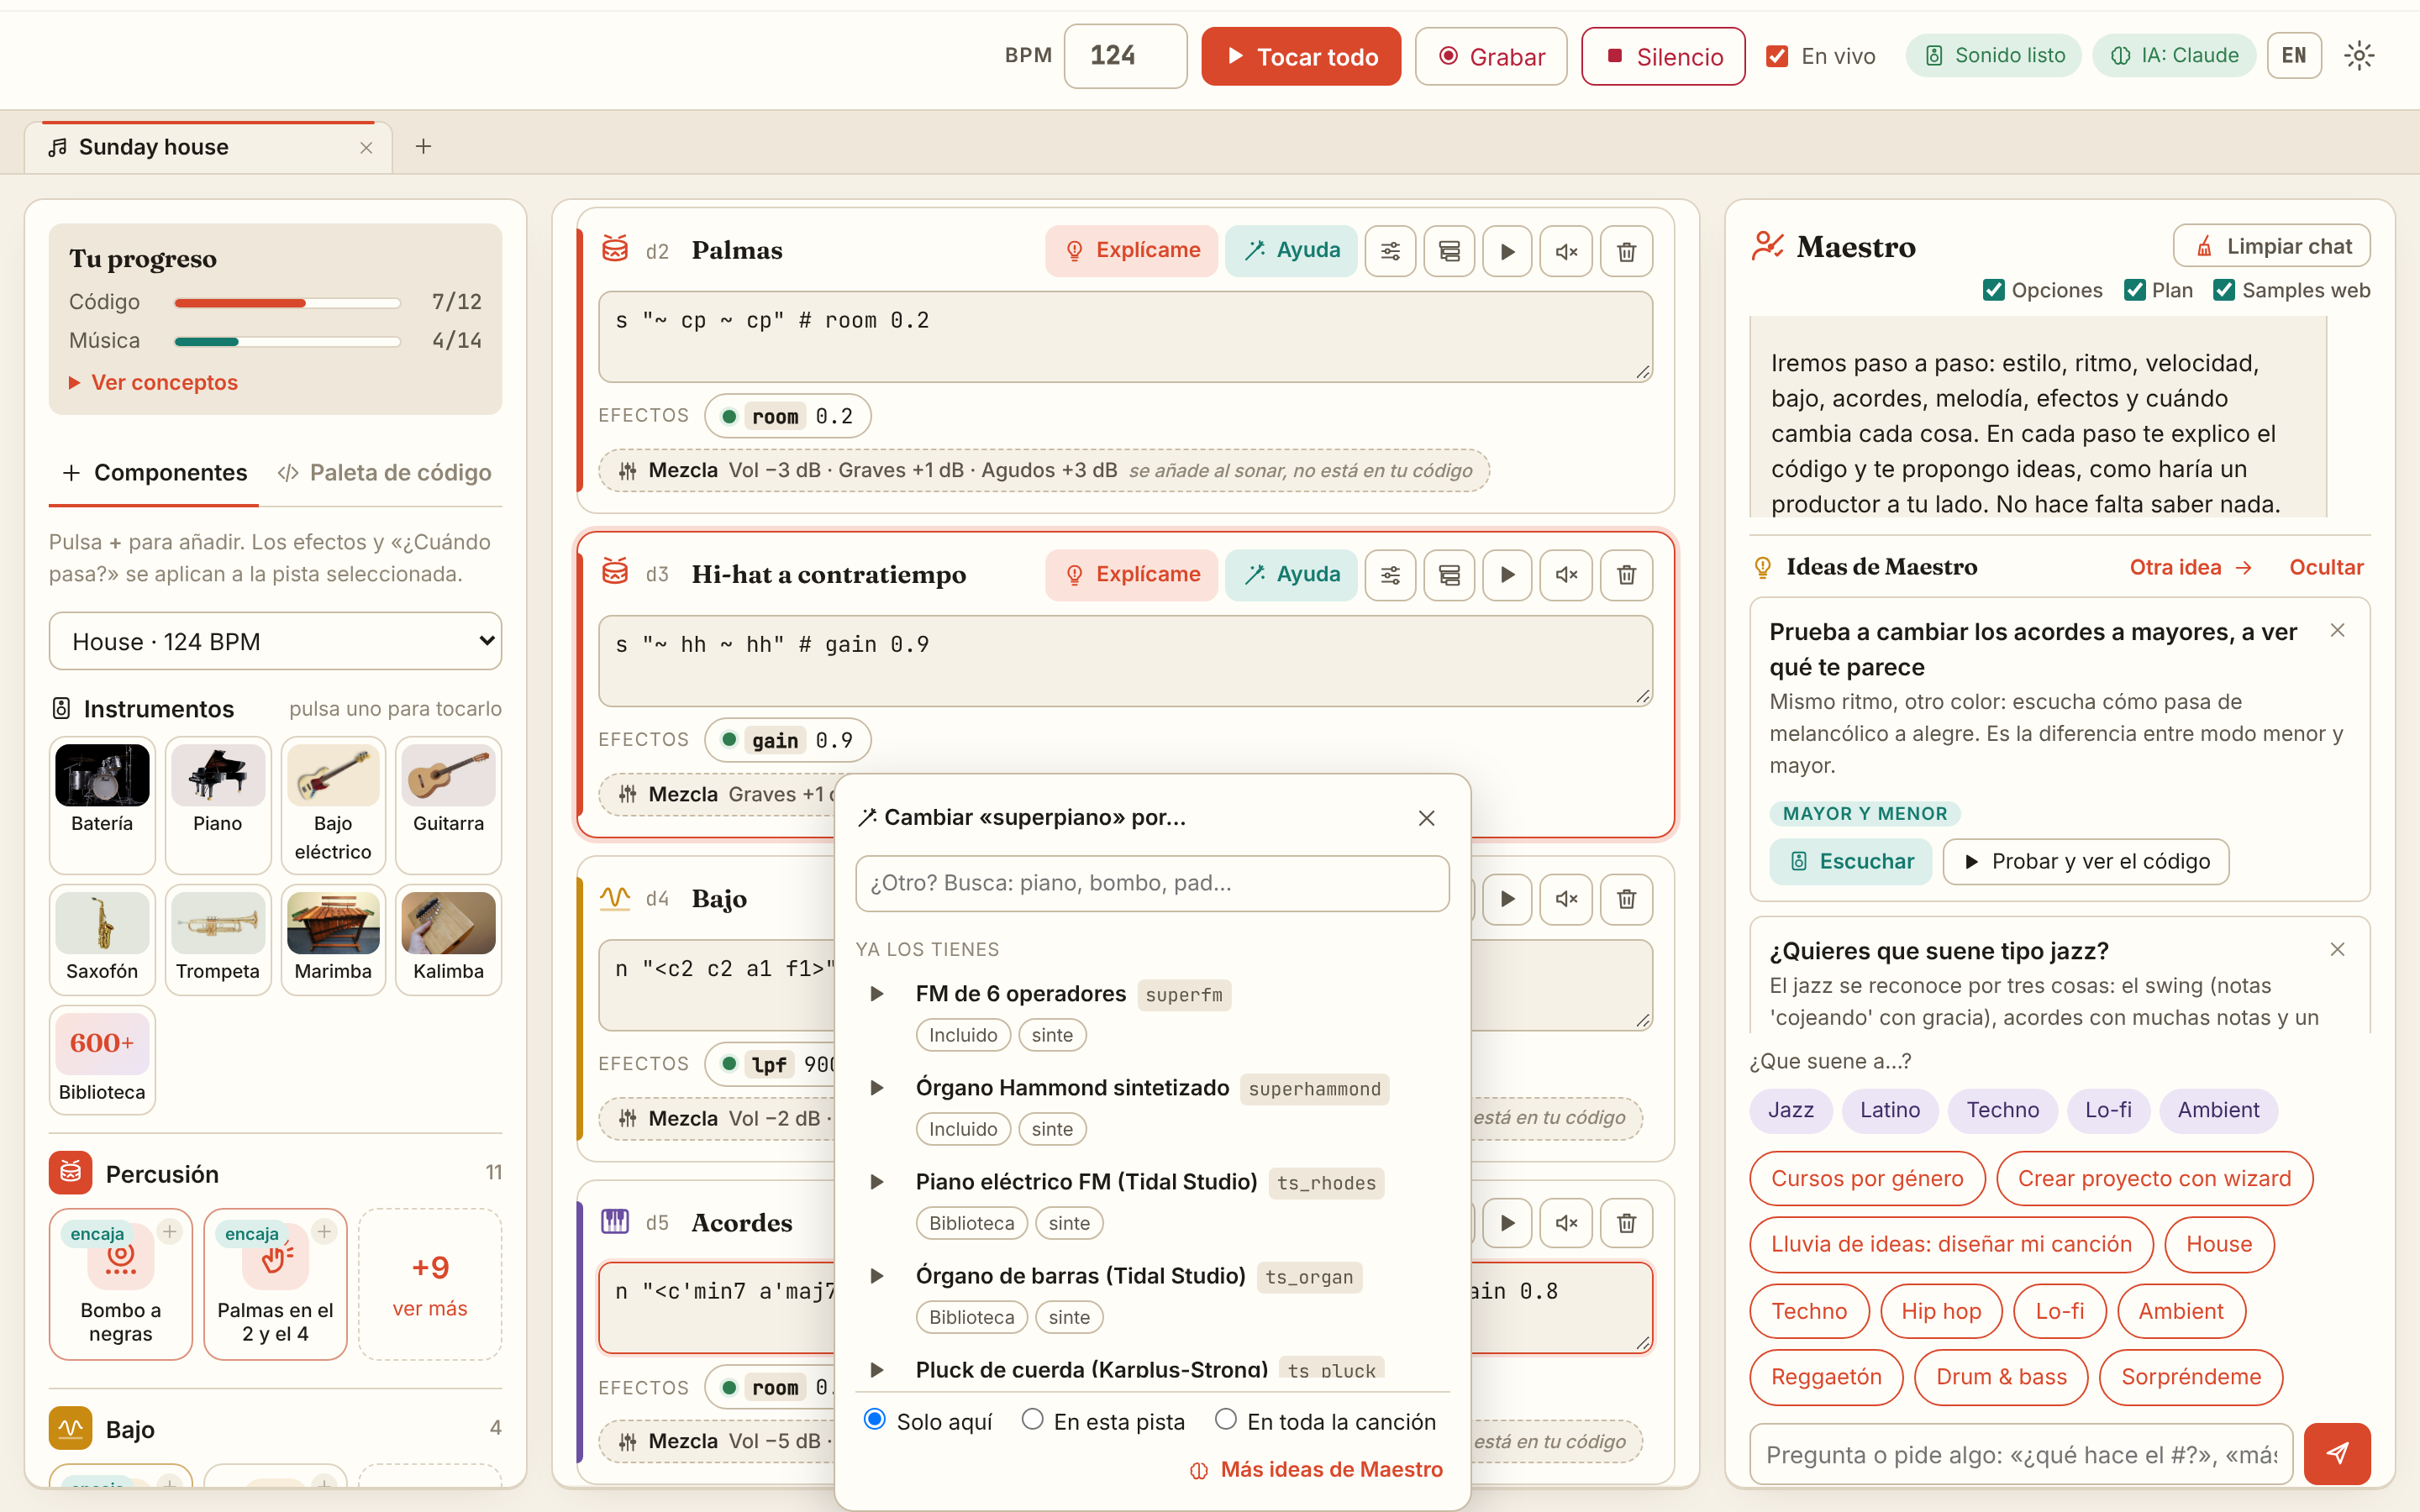 BPM 124 Tocar todo Grabar Silencio En vivo Sonido listo IA: Claude EN
Sunday house
Tu progreso
Código 7/12
Música 4/14
Ver conceptos
Componentes Paleta de código
Pulsa + para añadir. Los efectos y «¿Cuándo
pasa?» se aplican a la pista seleccionada.
House · 124 BPM
Instrumentos pulsa uno para tocarlo
Batería Piano Bajo eléctrico Guitarra
Saxofón Trompeta Marimba Kalimba
600+
Biblioteca
Percusión 11
encaja
Bombo a
negras
encaja
Palmas en el
2 y el 4
+9
ver más
Bajo 4
d2 Palmas Explícame Ayuda
s "~ cp ~ cp" # room 0.2
EFECTOS room 0.2
Mezcla Vol −3 dB · Graves +1 dB · Agudos +3 dB se añade al sonar, no está en tu código
d3 Hi-hat a contratiempo Explícame Ayuda
s "~ hh ~ hh" # gain 0.9
EFECTOS gain 0.9
Mezcla Graves +1
d4 Bajo
n "<c2 c2 a1 f1>"
EFECTOS lpf 900
Mezcla Vol −2 dB · está en tu código
d5 Acordes
n "<c'min7 a'maj7 ain 0.8
EFECTOS room 0.
Mezcla Vol −5 dB · está en tu código
Cambiar «superpiano» por...
¿Otro? Busca: piano, bombo, pad...
YA LOS TIENES
FM de 6 operadores superfm
Incluido sinte
Órgano Hammond sintetizado superhammond
Incluido sinte
Piano eléctrico FM (Tidal Studio) ts_rhodes
Biblioteca sinte
Órgano de barras (Tidal Studio) ts_organ
Biblioteca sinte
Pluck de cuerda (Karplus-Strong) ts_pluck
Solo aquí En esta pista En toda la canción
Más ideas de Maestro
Maestro Limpiar chat
Opciones Plan Samples web
Iremos paso a paso: estilo, ritmo, velocidad,
bajo, acordes, melodía, efectos y cuándo
cambia cada cosa. En cada paso te explico el
código y te propongo ideas, como haría un
productor a tu lado. No hace falta saber nada.
Ideas de Maestro Otra idea → Ocultar
Prueba a cambiar los acordes a mayores, a ver
qué te parece
Mismo ritmo, otro color: escucha cómo pasa de
melancólico a alegre. Es la diferencia entre modo menor y
mayor.
MAYOR Y MENOR
Escuchar Probar y ver el código
¿Quieres que suene tipo jazz?
El jazz se reconoce por tres cosas: el swing (notas
'cojeando' con gracia), acordes con muchas notas y un
¿Que suene a...?
Jazz Latino Techno Lo-fi Ambient
Cursos por género Crear proyecto con wizard
Lluvia de ideas: diseñar mi canción House
Techno Hip hop Lo-fi Ambient
Reggaetón Drum & bass Sorpréndeme
Pregunta o pide algo: «¿qué hace el #?», «más